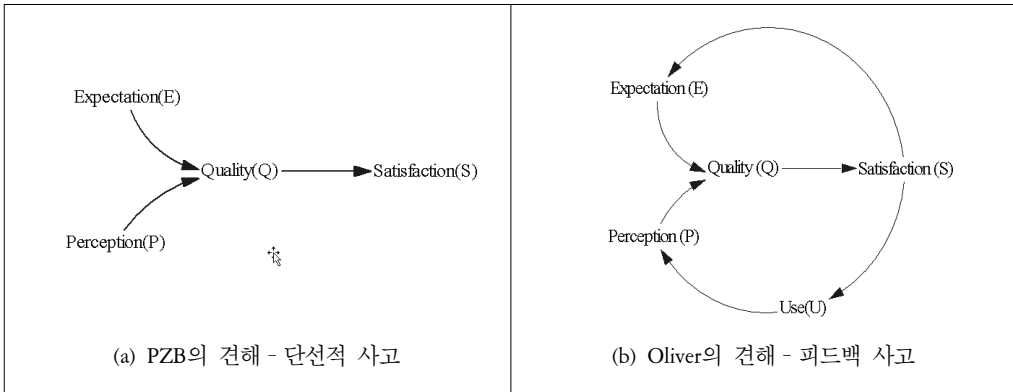 Expectation(E)
Quality(Q)
Satisfaction(S)
Perception(P)
(a) PZB의 견해 - 단선적 사고
Expectation (E)
Quality (Q)
Satisfaction (S)
Perception (P)
Use(U)
(b) Oliver의 견해 - 피드백 사고